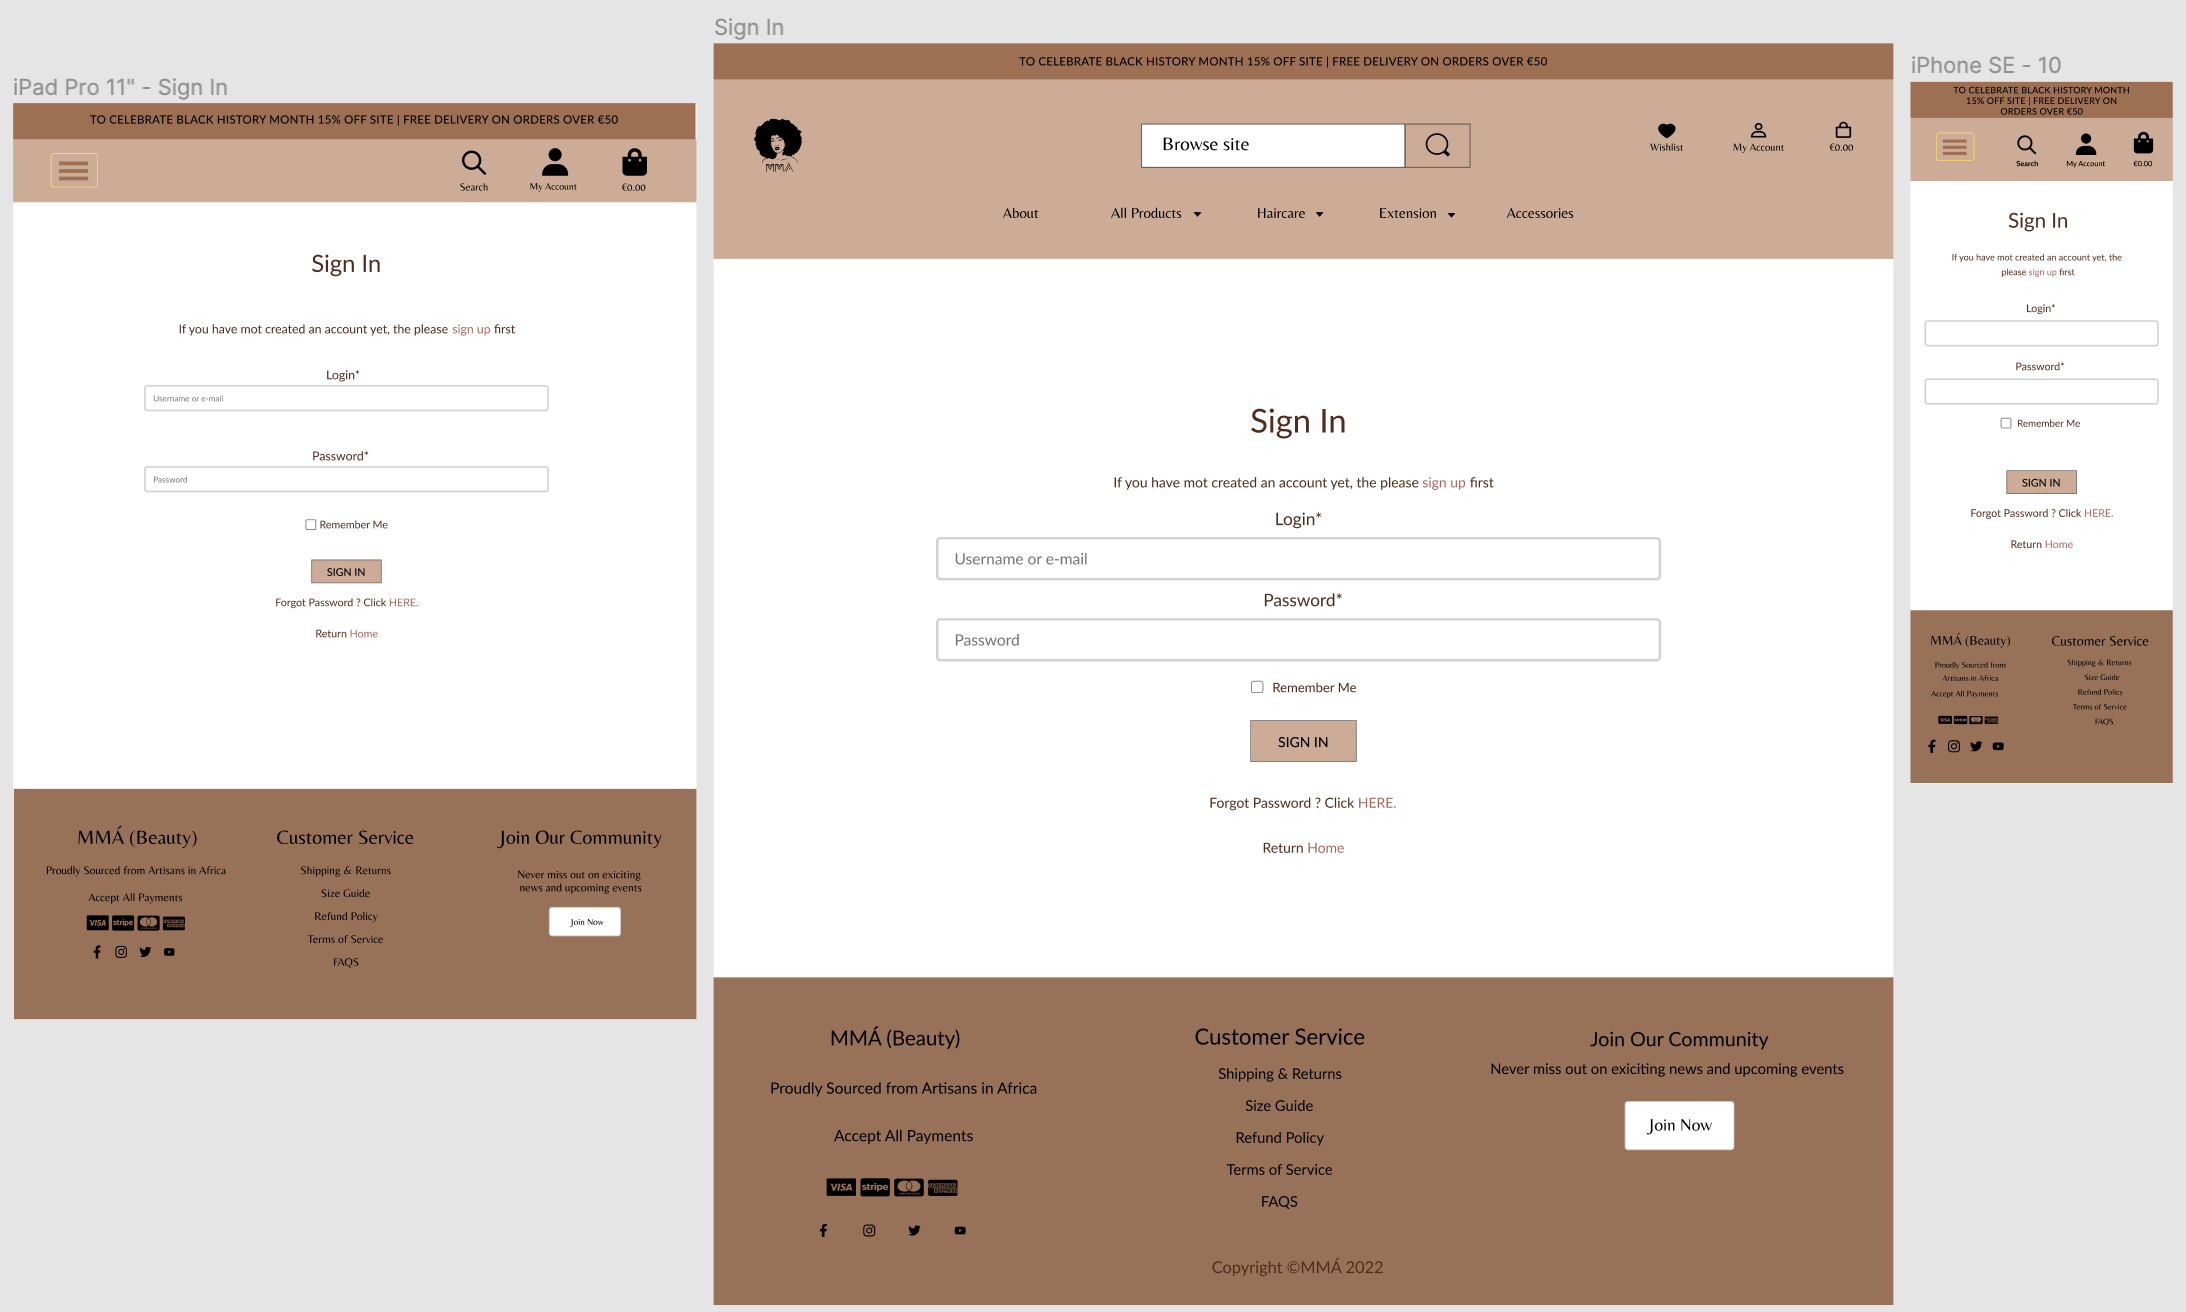 iPad Pro 11" - Sign In
TO CELEBRATE BLACK HISTORY MONTH 15% OFF SITE | FREE DELIVERY ON ORDERS OVER €50
Search
My Account
€0.00
Sign In
If you have mot created an account yet, the please sign up first
Login*
Username or e-mail
Password*
Password
Remember Me
SIGN IN
Forgot Password ? Click HERE.
Return Home
MMÁ (Beauty)
Proudly Sourced from Artisans in Africa
Accept All Payments
VISA stripe
AMERICAN EXPRESS
Customer Service
Shipping & Returns
Size Guide
Refund Policy
Terms of Service
FAQS
Join Our Community
Never miss out on exiciting
news and upcoming events
Join Now
Sign In
TO CELEBRATE BLACK HISTORY MONTH 15% OFF SITE | FREE DELIVERY ON ORDERS OVER €50
MMÁ
Browse site
Wishlist
My Account
€0.00
About
All Products
Haircare
Extension
Accessories
Sign In
If you have mot created an account yet, the please sign up first
Login*
Username or e-mail
Password*
Password
Remember Me
SIGN IN
Forgot Password ? Click HERE.
Return Home
MMÁ (Beauty)
Proudly Sourced from Artisans in Africa
Accept All Payments
VISA stripe
AMERICAN EXPRESS
Customer Service
Shipping & Returns
Size Guide
Refund Policy
Terms of Service
FAQS
Join Our Community
Never miss out on exiciting news and upcoming events
Join Now
Copyright ©MMÁ 2022
iPhone SE - 10
TO CELEBRATE BLACK HISTORY MONTH
15% OFF SITE | FREE DELIVERY ON
ORDERS OVER €50
Search
My Account
€0.00
Sign In
If you have mot created an account yet, the
please sign up first
Login*
Password*
Remember Me
SIGN IN
Forgot Password ? Click HERE.
Return Home
MMÁ (Beauty)
Proudly Sourced from
Artisans in Africa
Accept All Payments
VISA stripe
Customer Service
Shipping & Returns
Size Guide
Refund Policy
Terms of Service
FAQS